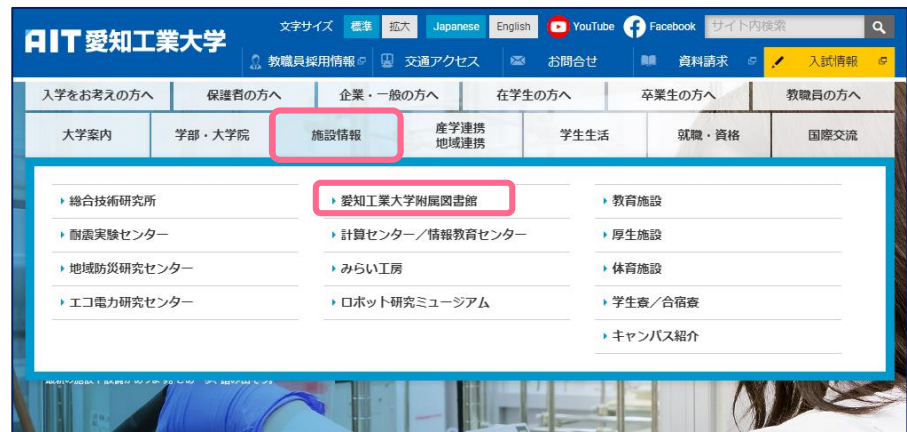 AIT 愛知工業大学
文字サイズ 標準 拡大 Japanese English YouTube Facebook サイト内検索
教職員採用情報 交通アクセス お問合せ 資料請求 入試情報
入学をお考えの方へ 保護者の方へ 企業・一般の方へ 在学生の方へ 卒業生の方へ 教職員の方へ
大学案内 学部・大学院 施設情報 産学連携 地域連携 学生生活 就職・資格 国際交流
総合技術研究所 愛知工業大学附属図書館 教育施設
耐震実験センター 計算センター／情報教育センター 厚生施設
地域防災研究センター みらい工房 体育施設
エコ電力研究センター ロボット研究ミュージアム 学生寮／合宿寮
キャンパス紹介